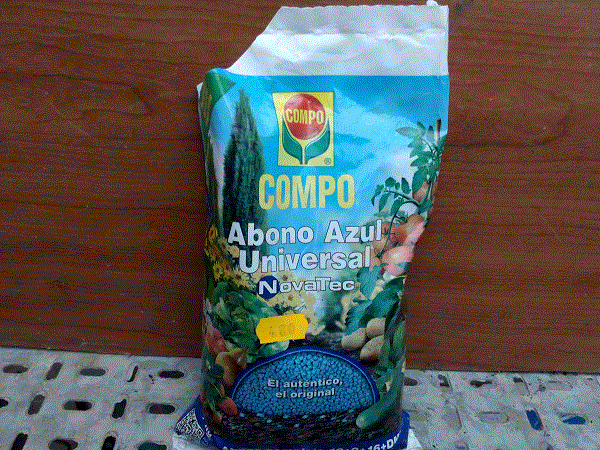 COMPO
®
COMPO
Abono Azul
Universal
NovaTec
El auténtico,
el original